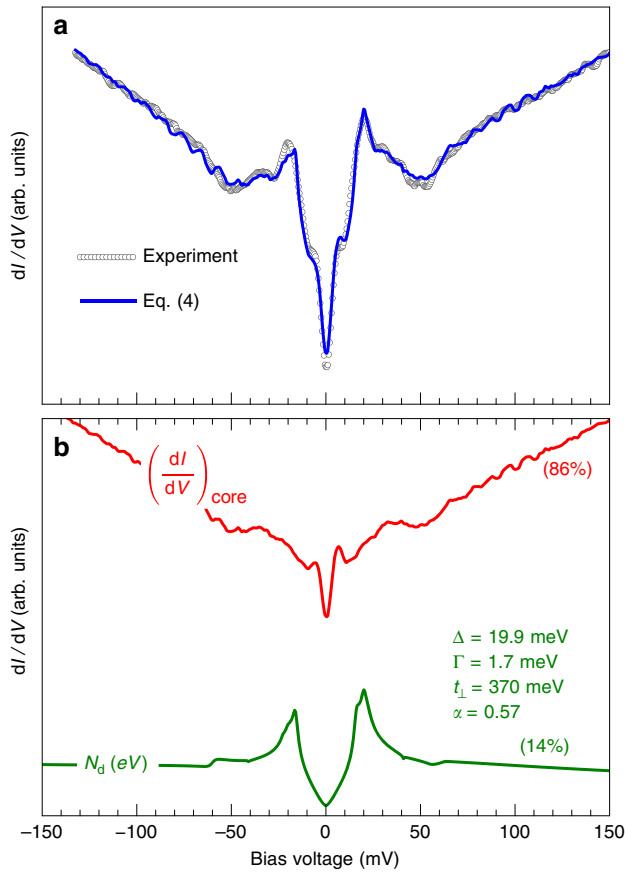 a
dI / dV (arb. units)
Experiment
Eq. (4)
b
(dI/dV)core
(86%)
dI / dV (arb. units)
Δ = 19.9 meV
Γ = 1.7 meV
t⊥ = 370 meV
α = 0.57
(14%)
Nd (eV)
−150 −100 −50 0 50 100 150
Bias voltage (mV)